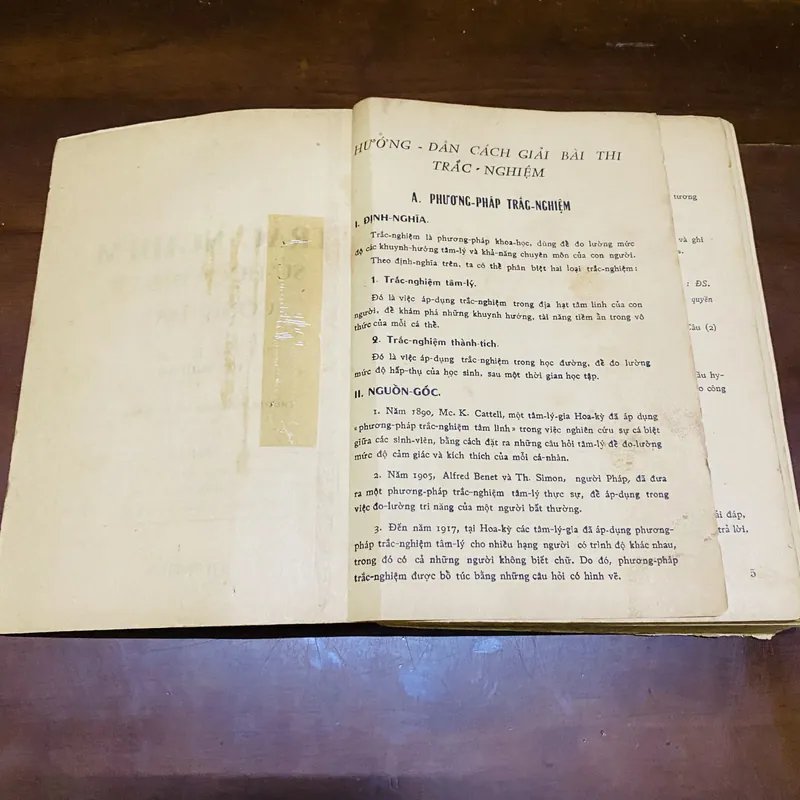 HƯỚNG - DẪN CÁCH GIẢI BÀI THI
TRẮC - NGHIỆM
A. PHƯƠNG-PHÁP TRẮC-NGHIỆM
I. ĐỊNH-NGHĨA.
Trắc-nghiệm là phương-pháp khoa-học, dùng để đo lường mức
độ các khuynh-hướng tâm-lý và khả-năng chuyên môn của con người.
Theo định-nghĩa trên, ta có thể phân biệt hai loại trắc-nghiệm :
1. Trắc-nghiệm tâm-lý.
Đó là việc áp-dụng trắc-nghiệm trong địa hạt tâm linh của con
người, để khám phá những khuynh hướng, tài năng tiềm ẩn trong vô
thức của mỗi cá thể.
2. Trắc-nghiệm thành-tích.
Đó là việc áp-dụng trắc-nghiệm trong học đường, để đo lường
mức độ hấp-thụ của học sinh, sau một thời gian học tập.
II. NGUỒN-GỐC.
1. Năm 1890, Mc. K. Cattell, một tâm-lý-gia Hoa-kỳ đã áp dụng
«phương-pháp trắc-nghiệm tâm linh» trong việc nghiên cứu sự cá biệt
giữa các sinh-viên, bằng cách đặt ra những câu hỏi tâm-lý để đo-lường
mức độ cảm giác và kích thích của mỗi cá-nhân.
2. Năm 1905, Alfred Benet và Th. Simon, người Pháp, đã đưa
ra một phương-pháp trắc-nghiệm tâm-lý thực sự, để áp-dụng trong
việc đo-lường trí năng của một người bất thường.
3. Đến năm 1917, tại Hoa-kỳ các tâm-lý-gia đã áp-dụng phương-
pháp trắc-nghiệm tâm-lý cho nhiều hạng người có trình độ khác nhau,
trong đó có cả những người không biết chữ. Do đó, phương-pháp
trắc-nghiệm được bổ túc bằng những câu hỏi có hình vẽ.
tương
và ghi
: ĐS.
quyền
Câu (2)
hy-
công
đáp,
trả lời.
5